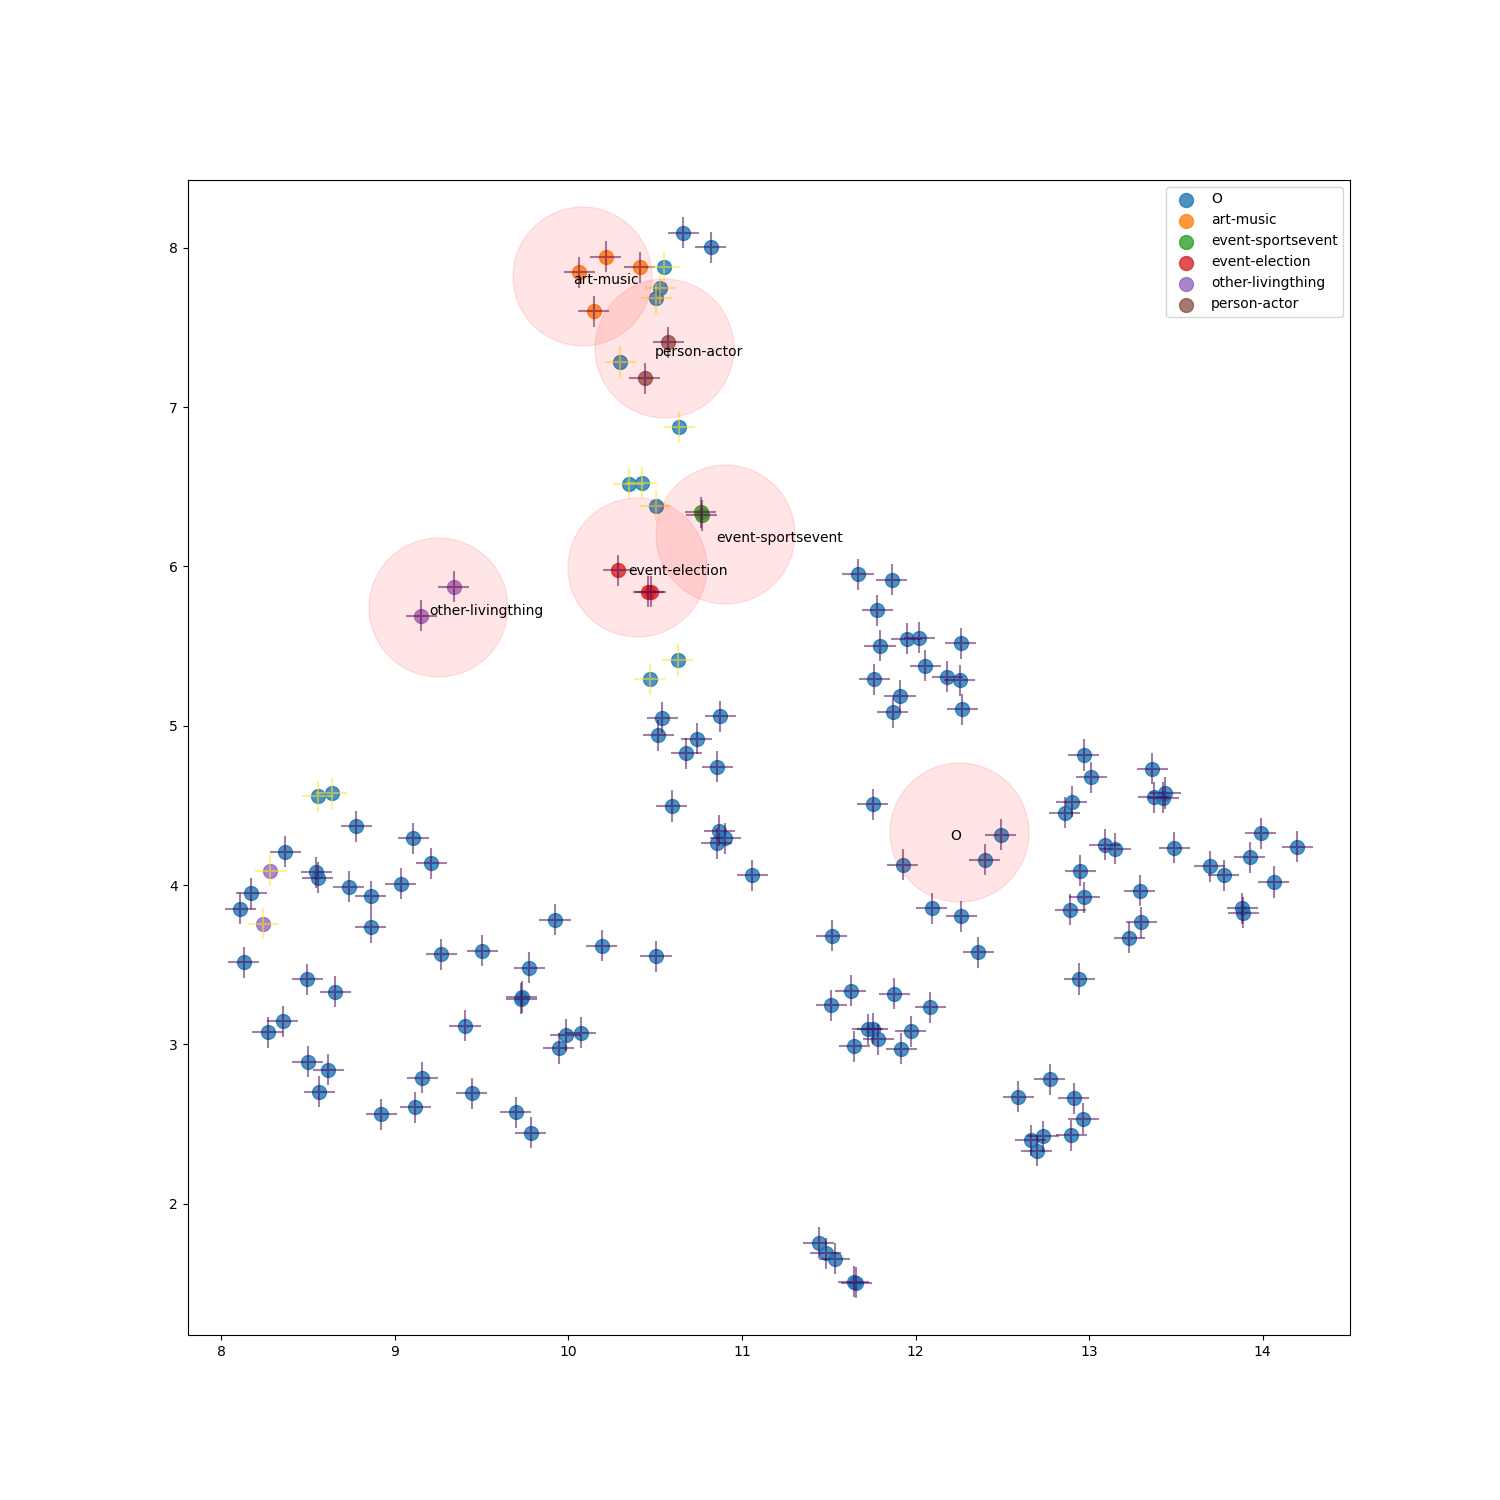 O
art-music
event-sportsevent
event-election
other-livingthing
person-actor
art-music
person-actor
event-sportsevent
event-election
other-livingthing
O
8
7
6
5
4
3
2
8 9 10 11 12 13 14